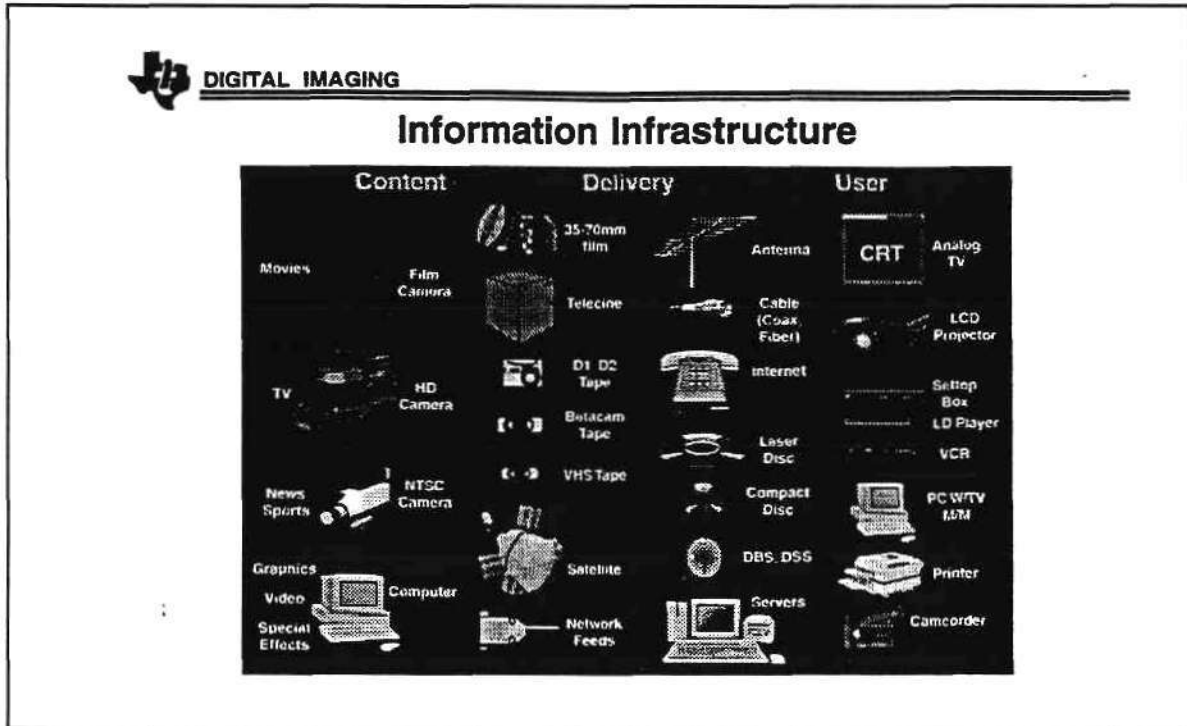 DIGITAL IMAGING
Information Infrastructure
Content
Delivery
User
Movies
Film
Camera
TV
HD
Camera
News
Sports
NTSC
Camera
Graphics
Video
Special
Effects
Computer
35-70mm
film
Telecine
D1, D2
Tape
Betacam
Tape
VHS Tape
Satellite
Network
Feeds
Antenna
Cable
(Coax,
Fiber)
Internet
Laser
Disc
Compact
Disc
DBS, DSS
Servers
CRT
Analog
TV
LCD
Projector
Settop
Box
LD Player
VCR
PC W/TV
M/M
Printer
Camcorder